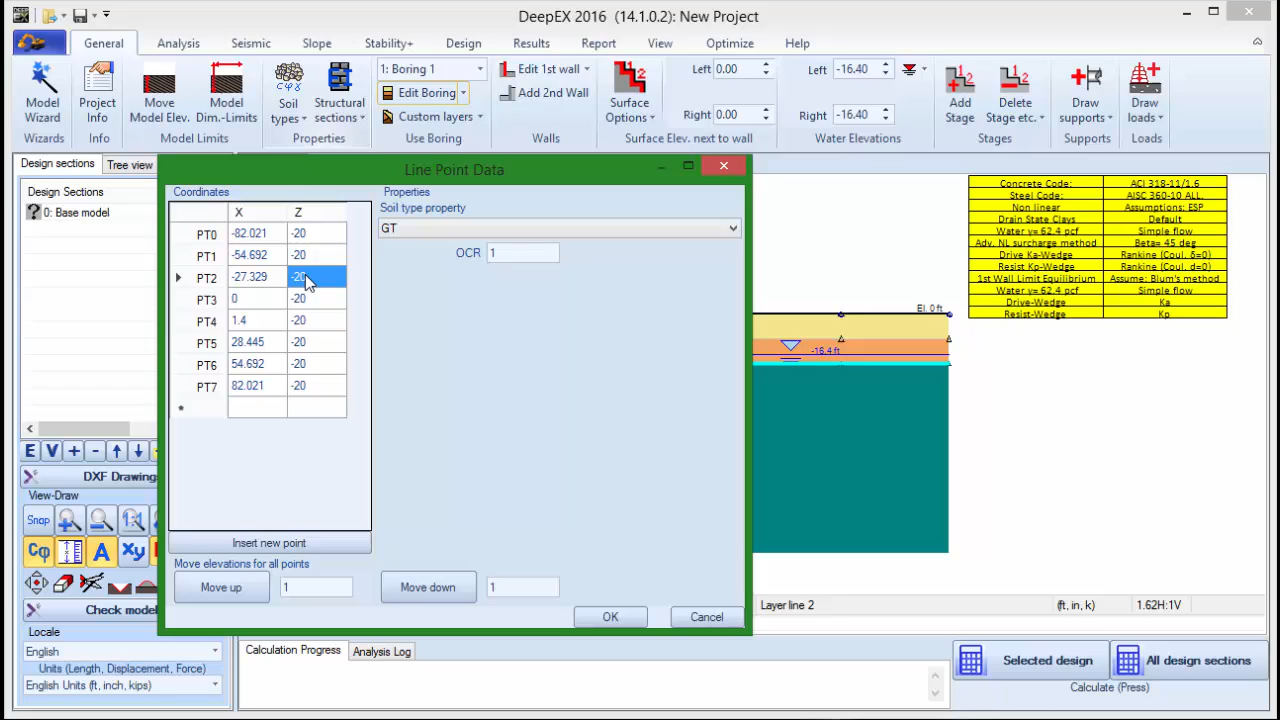 DeepEX 2016 (14.1.0.2): New Project
General Analysis Seismic Slope Stability+ Design Results Report View Optimize Help
Model Wizard
Wizards
Project Info
Info
Move Model Elev.
Model Dim.-Limits
Model Limits
Soil types
Structural sections
Properties
1: Boring 1
Edit Boring
Custom layers
Use Boring
Edit 1st wall
Add 2nd Wall
Walls
Surface Options
Left 0.00
Right 0.00
Surface Elev. next to wall
Left -16.40
Right -16.40
Water Elevations
Add Stage
Delete Stage etc.
Stages
Draw supports
Supports
Draw loads
Loads
Design sections Tree view
Design Sections
0: Base model
E V + -
DXF Drawing
View-Draw
Snap
Cφ A Xy
Check model
Locale
English
Units (Length, Displacement, Force)
English Units (ft, inch, kips)
Line Point Data
Coordinates
X Z
PT0 -82.021 -20
PT1 -54.692 -20
PT2 -27.329 -20
PT3 0 -20
PT4 1.4 -20
PT5 28.445 -20
PT6 54.692 -20
PT7 82.021 -20
*
Insert new point
Move elevations for all points
Move up 1 Move down 1
Properties
Soil type property
GT
OCR 1
OK Cancel
Concrete Code: ACI 318-11/1.6
Steel Code: AISC 360-10 ALL.
Non linear Assumptions: ESP
Drain State Clays Default
Water γ= 62.4 pcf Simple flow
Adv. NL surcharge method Beta= 45 deg
Drive Ka-Wedge Rankine (Coul. δ=0)
Resist Kp-Wedge Rankine (Coul. d=0)
1st Wall Limit Equilibrium Assume: Blum's method
Water γ= 62.4 pcf Simple flow
Drive-Wedge Ka
Resist-Wedge Kp
El. 0 ft
-16.4 ft
Layer line 2 (ft, in, k) 1.62H:1V
Calculation Progress Analysis Log
Selected design All design sections
Calculate (Press)